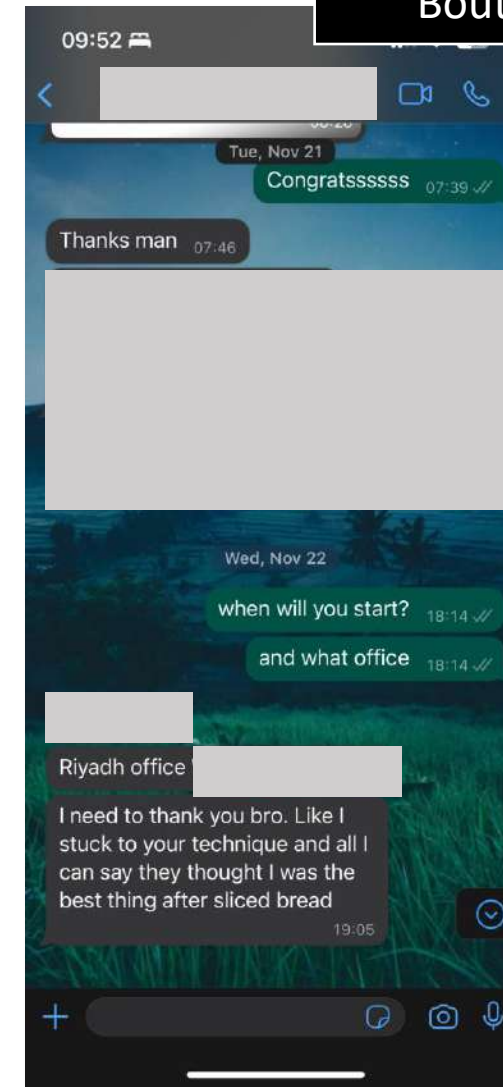 09:52
Tue, Nov 21
Congratssssss 07:39
Thanks man 07:46
Wed, Nov 22
when will you start? 18:14
and what office 18:14
Riyadh office
I need to thank you bro. Like I
stuck to your technique and all I
can say they thought I was the
best thing after sliced bread
19:05